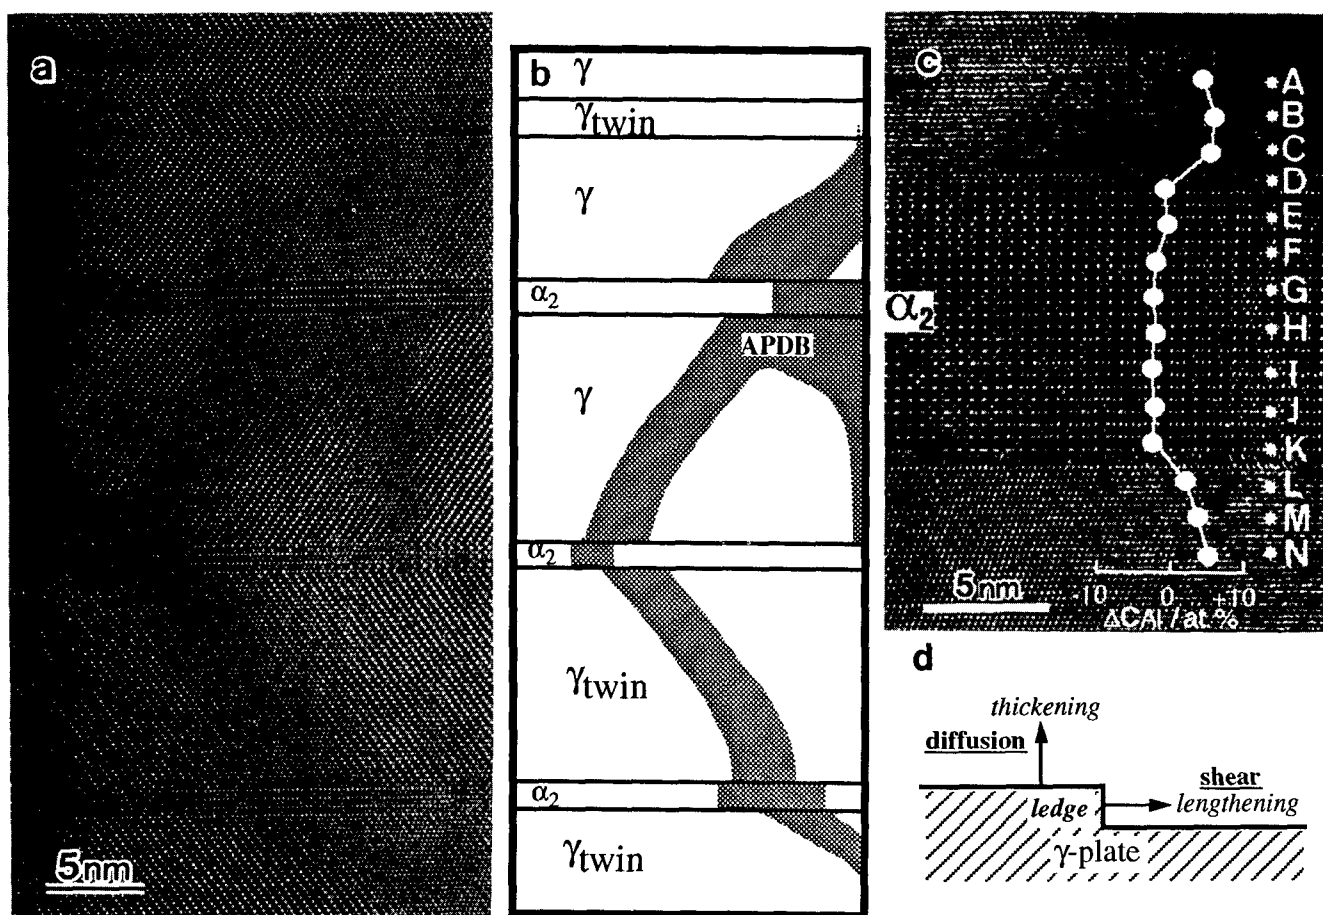 a
5nm
b
γ
γtwin
γ
α2
APDB
γ
α2
γtwin
α2
γtwin
c
A
B
C
D
E
F
G
α2
H
I
J
K
L
M
N
5nm
-10 0 +10
ΔCAl / at.%
d
thickening
diffusion
shear
ledge
lengthening
γ-plate